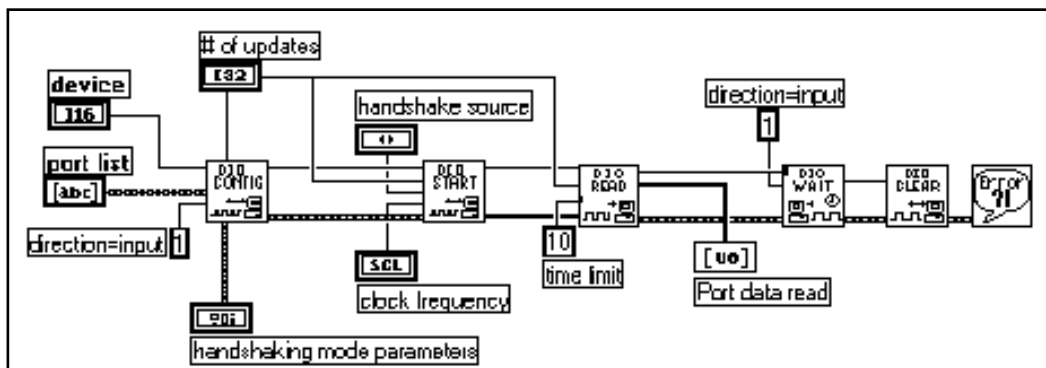 # of updates
I32
device
I16
handshake source
direction=input
1
port list
[abc]
DIO
CONFIG
DIO
START
DIO
READ
DIO
WAIT
DIO
CLEAR
Error
?!
direction=input
1
10
time limit
SGL
clock frequency
Port data read
handshaking mode parameters